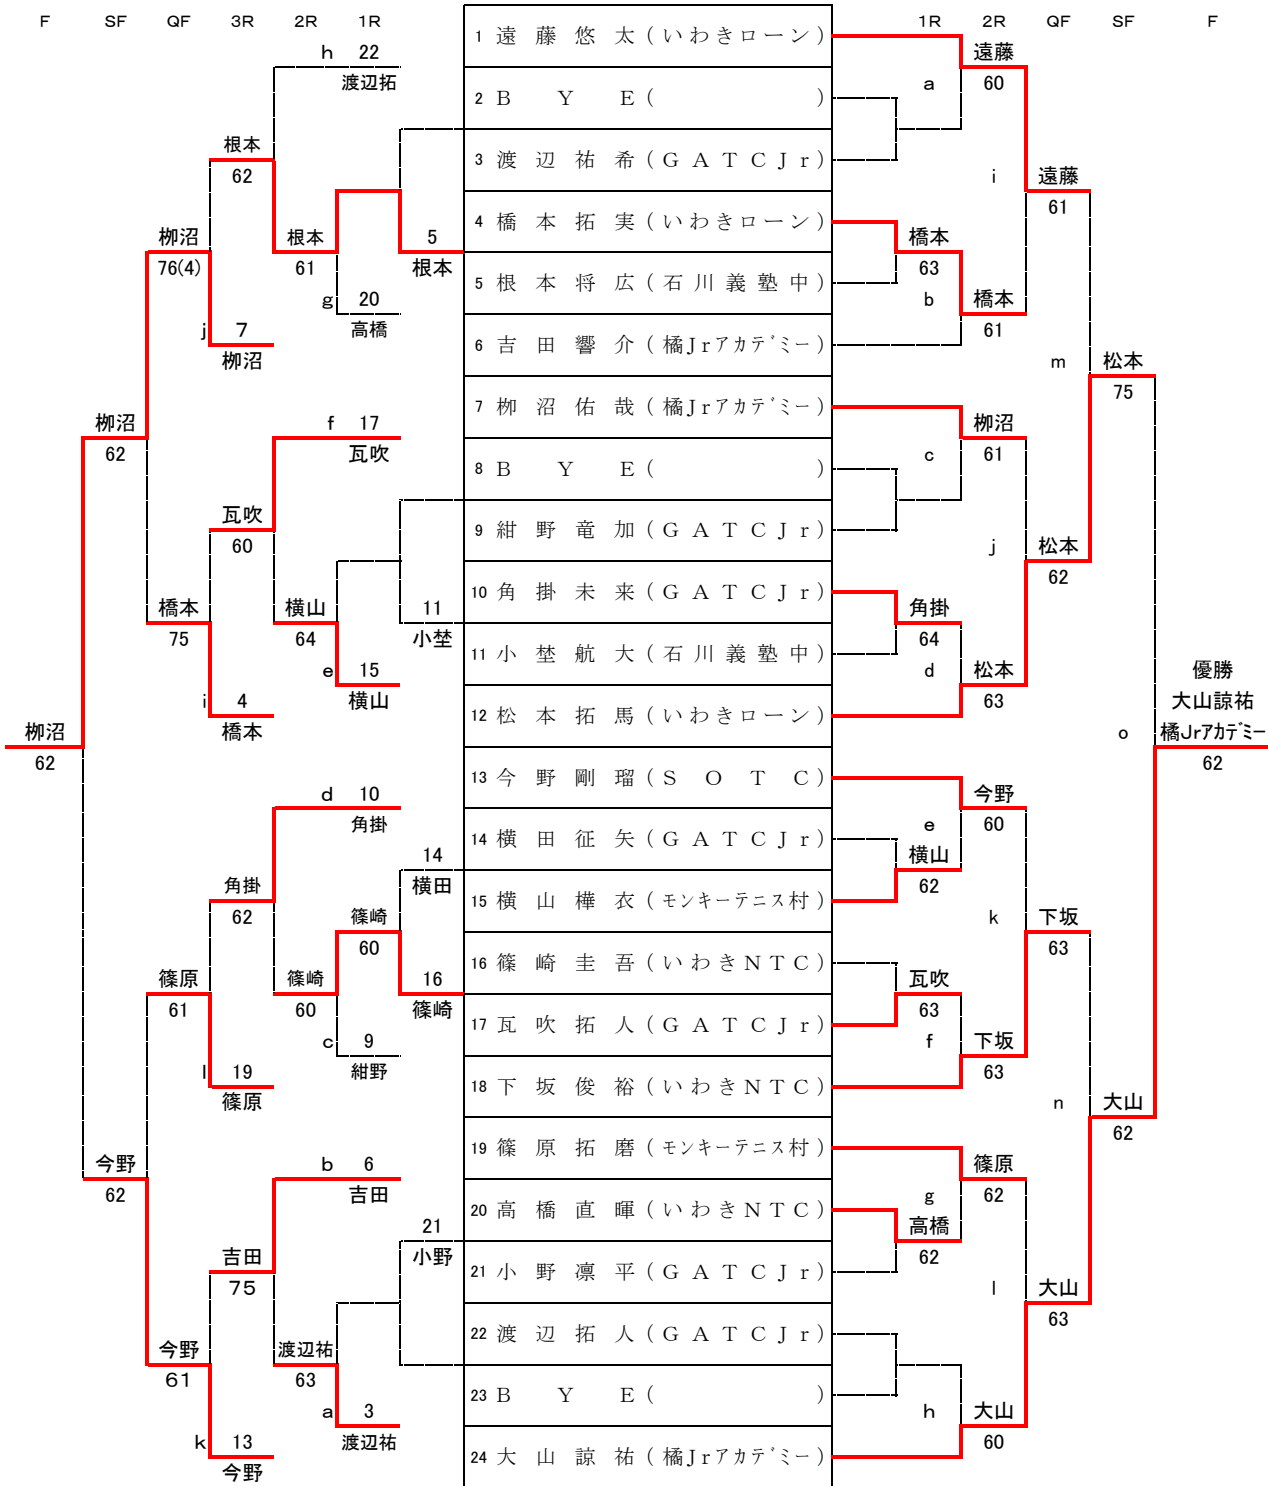 F SF QF 3R 2R 1R 1R 2R QF SF F
1 遠藤悠太(いわきローン)
2 BYE( )
3 渡辺祐希(GATCJr)
4 橋本拓実(いわきローン)
5 根本将広(石川義塾中)
6 吉田響介(橘Jrアカデミー)
7 栁沼佑哉(橘Jrアカデミー)
8 BYE( )
9 紺野竜加(GATCJr)
10 角掛未来(GATCJr)
11 小埜航大(石川義塾中)
12 松本拓馬(いわきローン)
13 今野剛瑠(SOTC)
14 横田征矢(GATCJr)
15 横山樺衣(モンキーテニス村)
16 篠崎圭吾(いわきNTC)
17 瓦吹拓人(GATCJr)
18 下坂俊裕(いわきNTC)
19 篠原拓磨(モンキーテニス村)
20 高橋直暉(いわきNTC)
21 小野凛平(GATCJr)
22 渡辺拓人(GATCJr)
23 BYE( )
24 大山諒祐(橘Jrアカデミー)
h 22
渡辺拓
根本
62
栁沼
76(4)
根本
61
5
根本
g 20
高橋
j 7
栁沼
栁沼
62
f 17
瓦吹
瓦吹
60
橋本
75
横山
64
11
小埜
e 15
横山
i 4
橋本
栁沼
62
d 10
角掛
14
横田
角掛
62
篠崎
60
篠原
61
篠崎
60
16
篠崎
c 9
紺野
l 19
篠原
今野
62
b 6
吉田
21
小野
吉田
75
今野
61
渡辺祐
63
a 3
渡辺祐
k 13
今野
遠藤
60
a
i
遠藤
61
橋本
63
b
橋本
61
m
松本
75
栁沼
61
c
j
松本
62
角掛
64
d
松本
63
優勝
大山諒祐
橘Jrアカデミー
62
o
今野
60
e
横山
62
k
下坂
63
瓦吹
63
f
下坂
63
n
大山
62
篠原
62
g
高橋
62
l
大山
63
h
大山
60